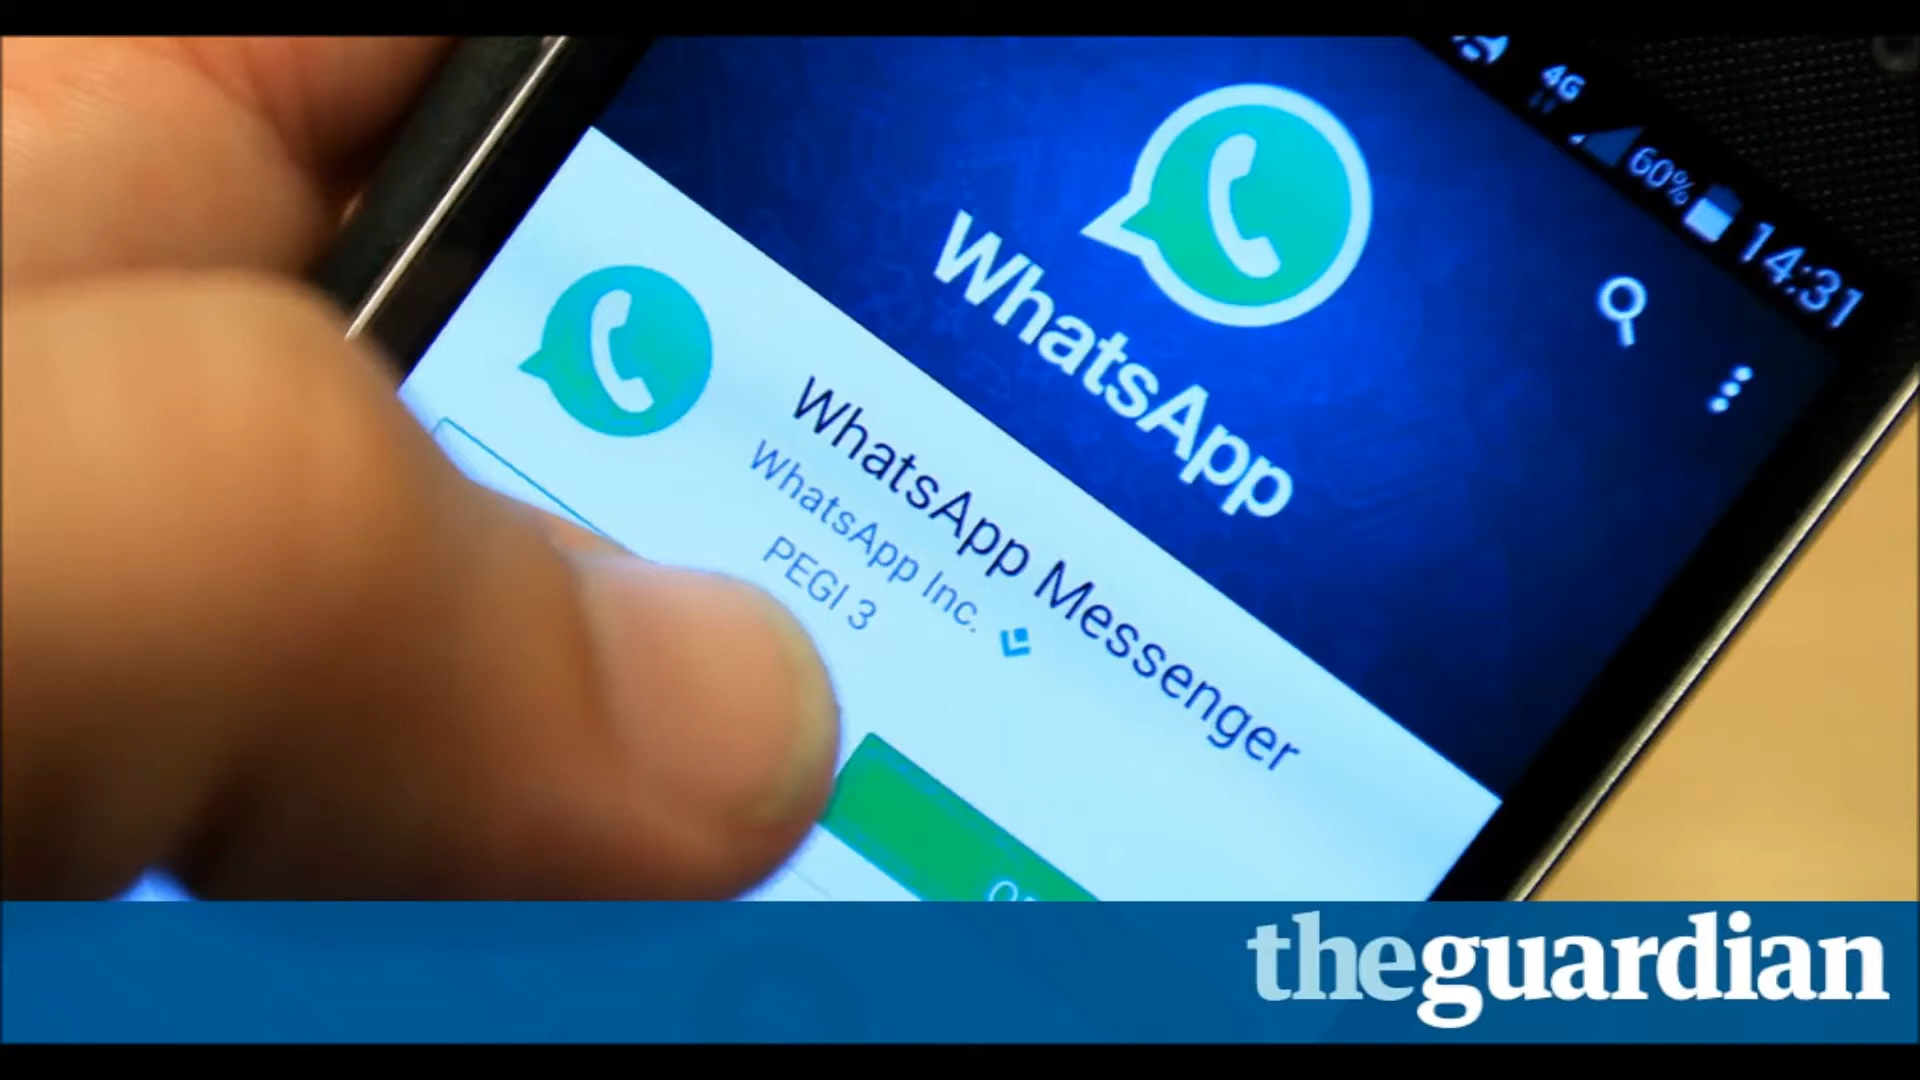 4G
60%
14:31
WhatsApp
WhatsApp Messenger
WhatsApp Inc.
PEGI 3
theguardian